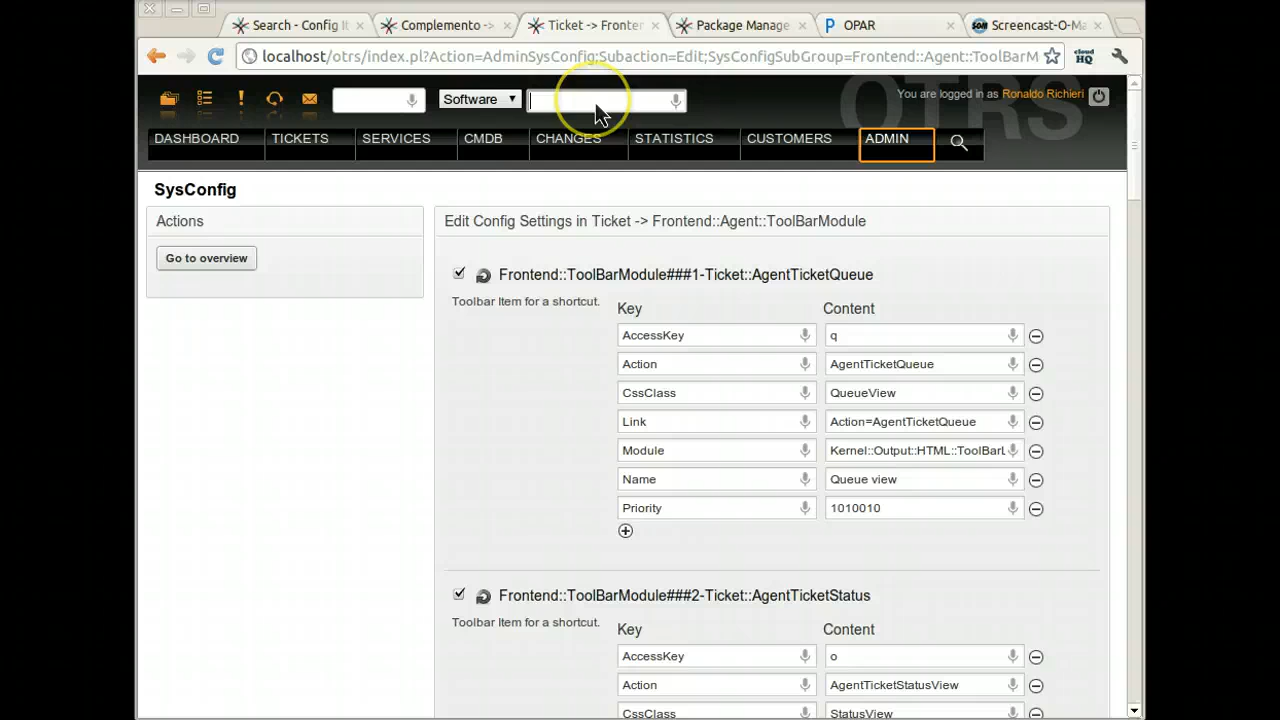 Search - Config It
Complemento ->
Ticket -> Fronter
Package Manage
OPAR
Screencast-O-Ma
localhost/otrs/index.pl?Action=AdminSysConfig;Subaction=Edit;SysConfigSubGroup=Frontend::Agent::ToolBarM
cloud HQ
OTRS
You are logged in as Ronaldo Richieri
Software
DASHBOARD TICKETS SERVICES CMDB CHANGES STATISTICS CUSTOMERS ADMIN
SysConfig
Actions
Go to overview
Edit Config Settings in Ticket -> Frontend::Agent::ToolBarModule
Frontend::ToolBarModule###1-Ticket::AgentTicketQueue
Toolbar Item for a shortcut.
Key Content
AccessKey q
Action AgentTicketQueue
CssClass QueueView
Link Action=AgentTicketQueue
Module Kernel::Output::HTML::ToolBarL
Name Queue view
Priority 1010010
Frontend::ToolBarModule###2-Ticket::AgentTicketStatus
Toolbar Item for a shortcut.
Key Content
AccessKey o
Action AgentTicketStatusView
CssClass StatusView